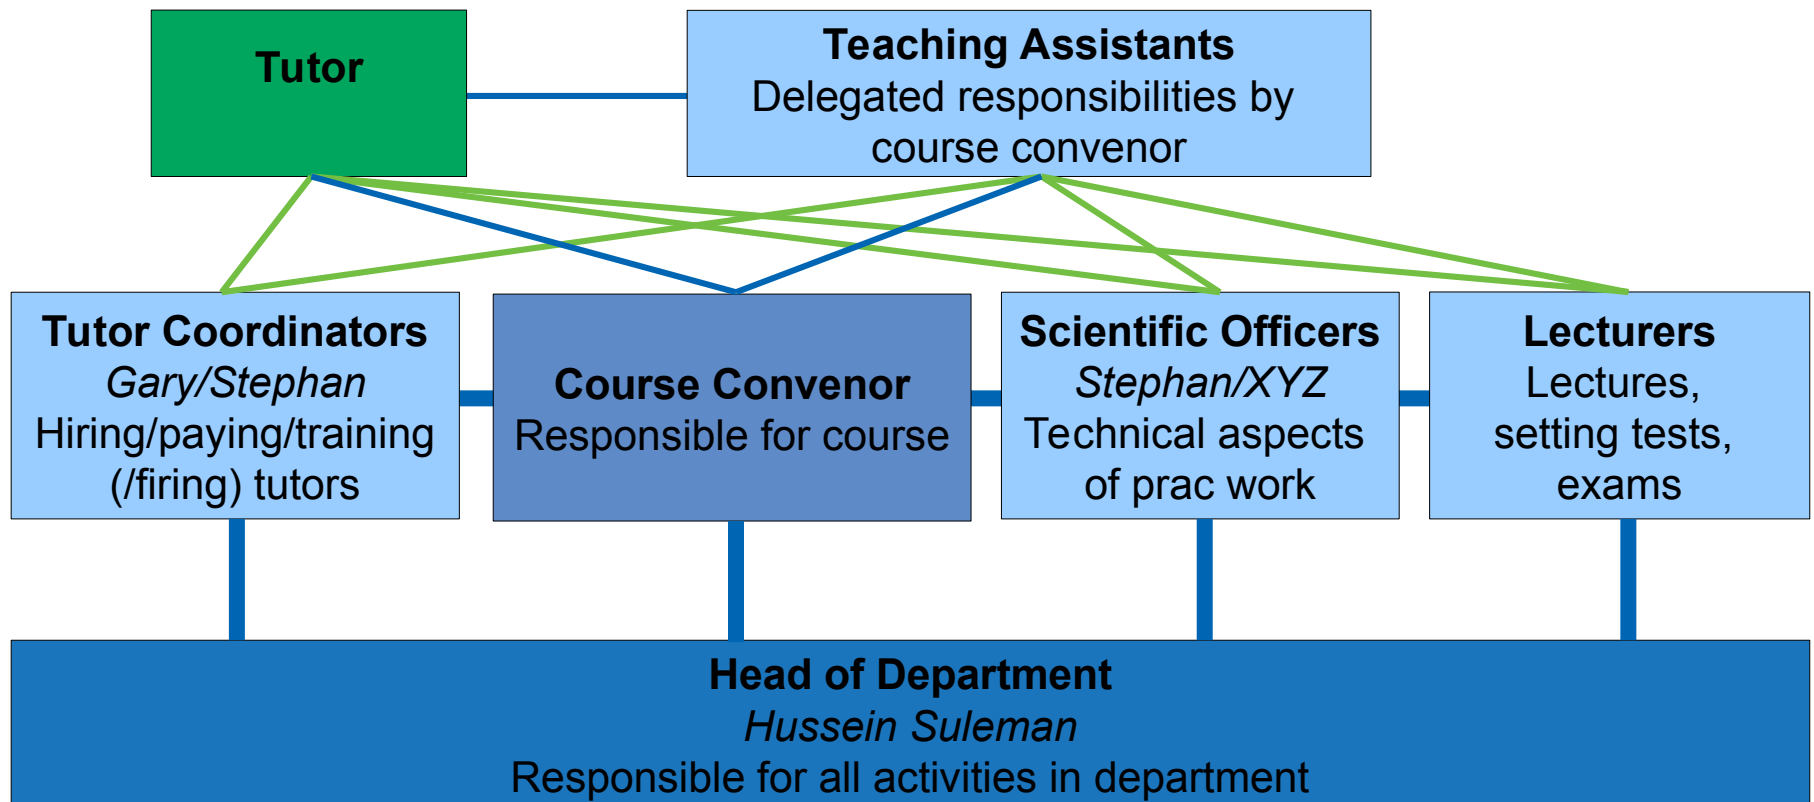 Tutor
Teaching Assistants
Delegated responsibilities by
course convenor
Tutor Coordinators
Gary/Stephan
Hiring/paying/training
(/firing) tutors
Course Convenor
Responsible for course
Scientific Officers
Stephan/XYZ
Technical aspects
of prac work
Lecturers
Lectures,
setting tests,
exams
Head of Department
Hussein Suleman
Responsible for all activities in department